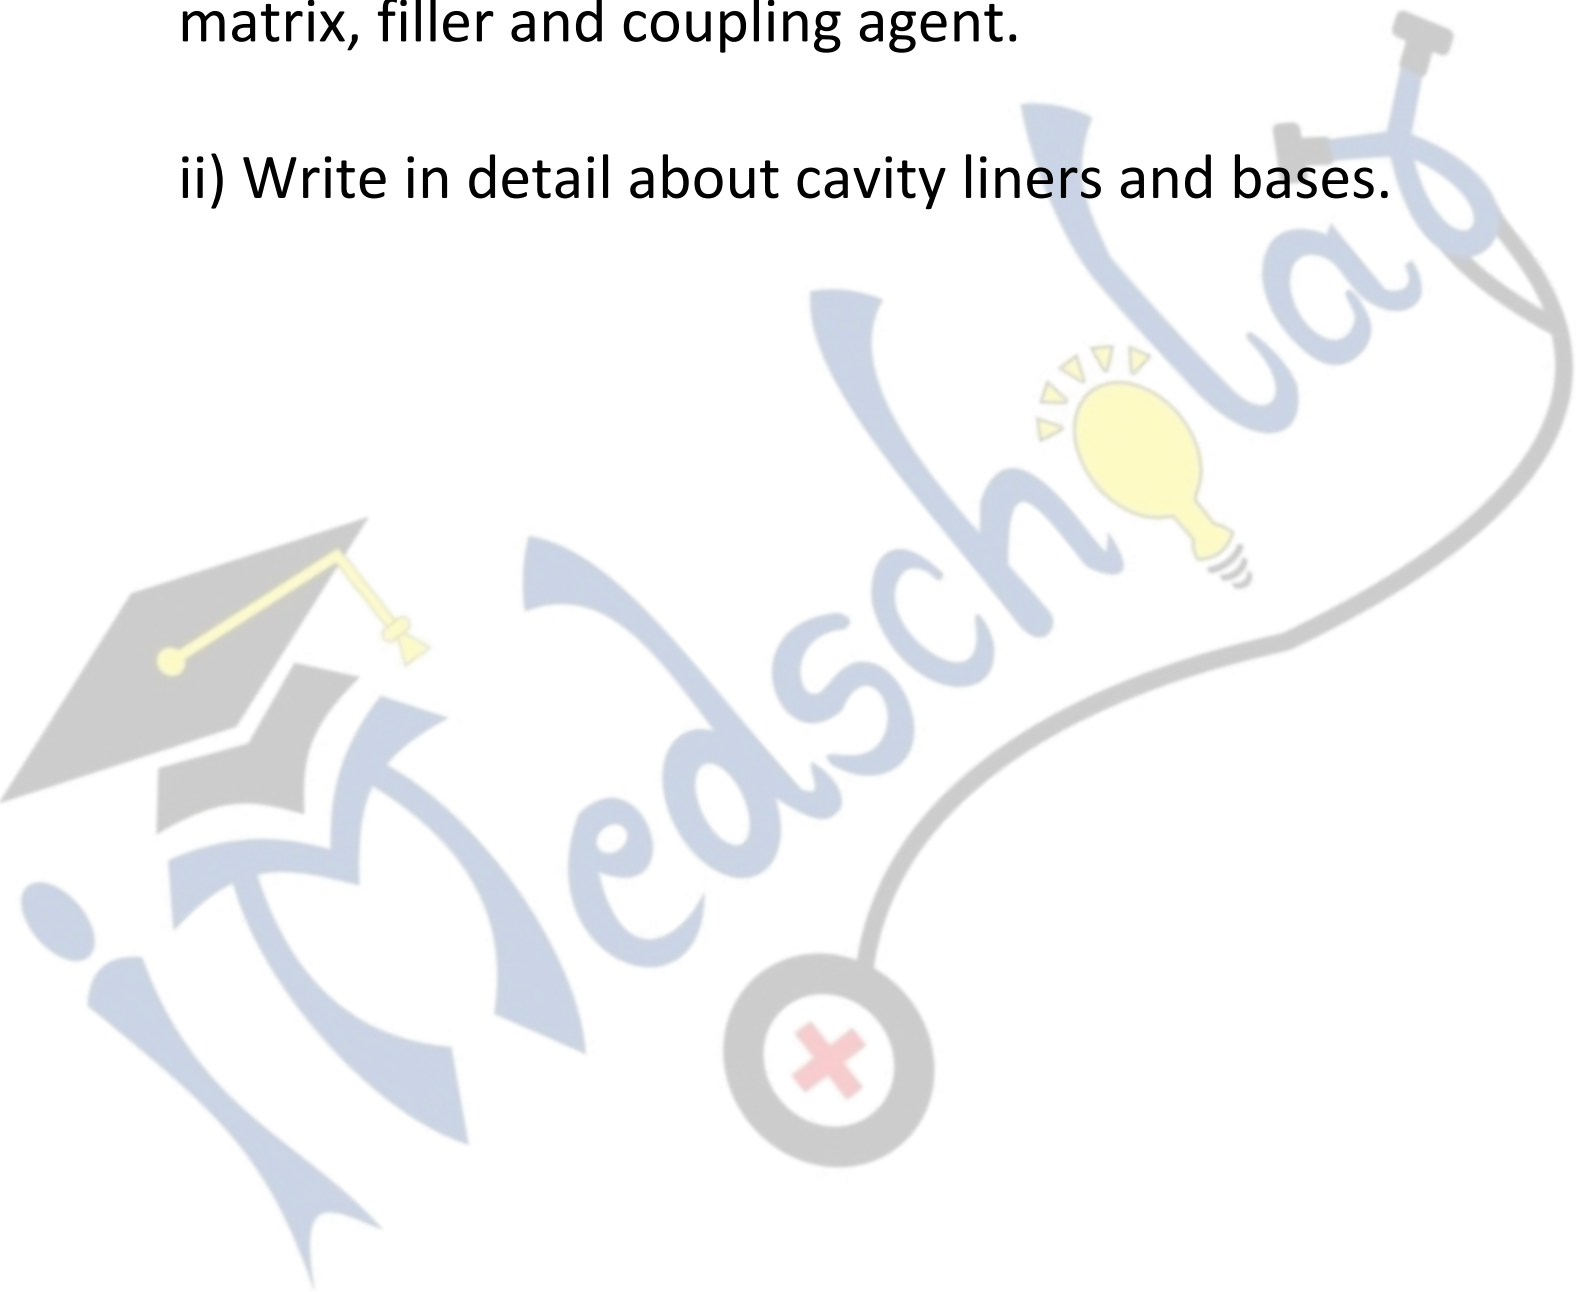 matrix, filler and coupling agent.
ii) Write in detail about cavity liners and bases.
iMedscholar